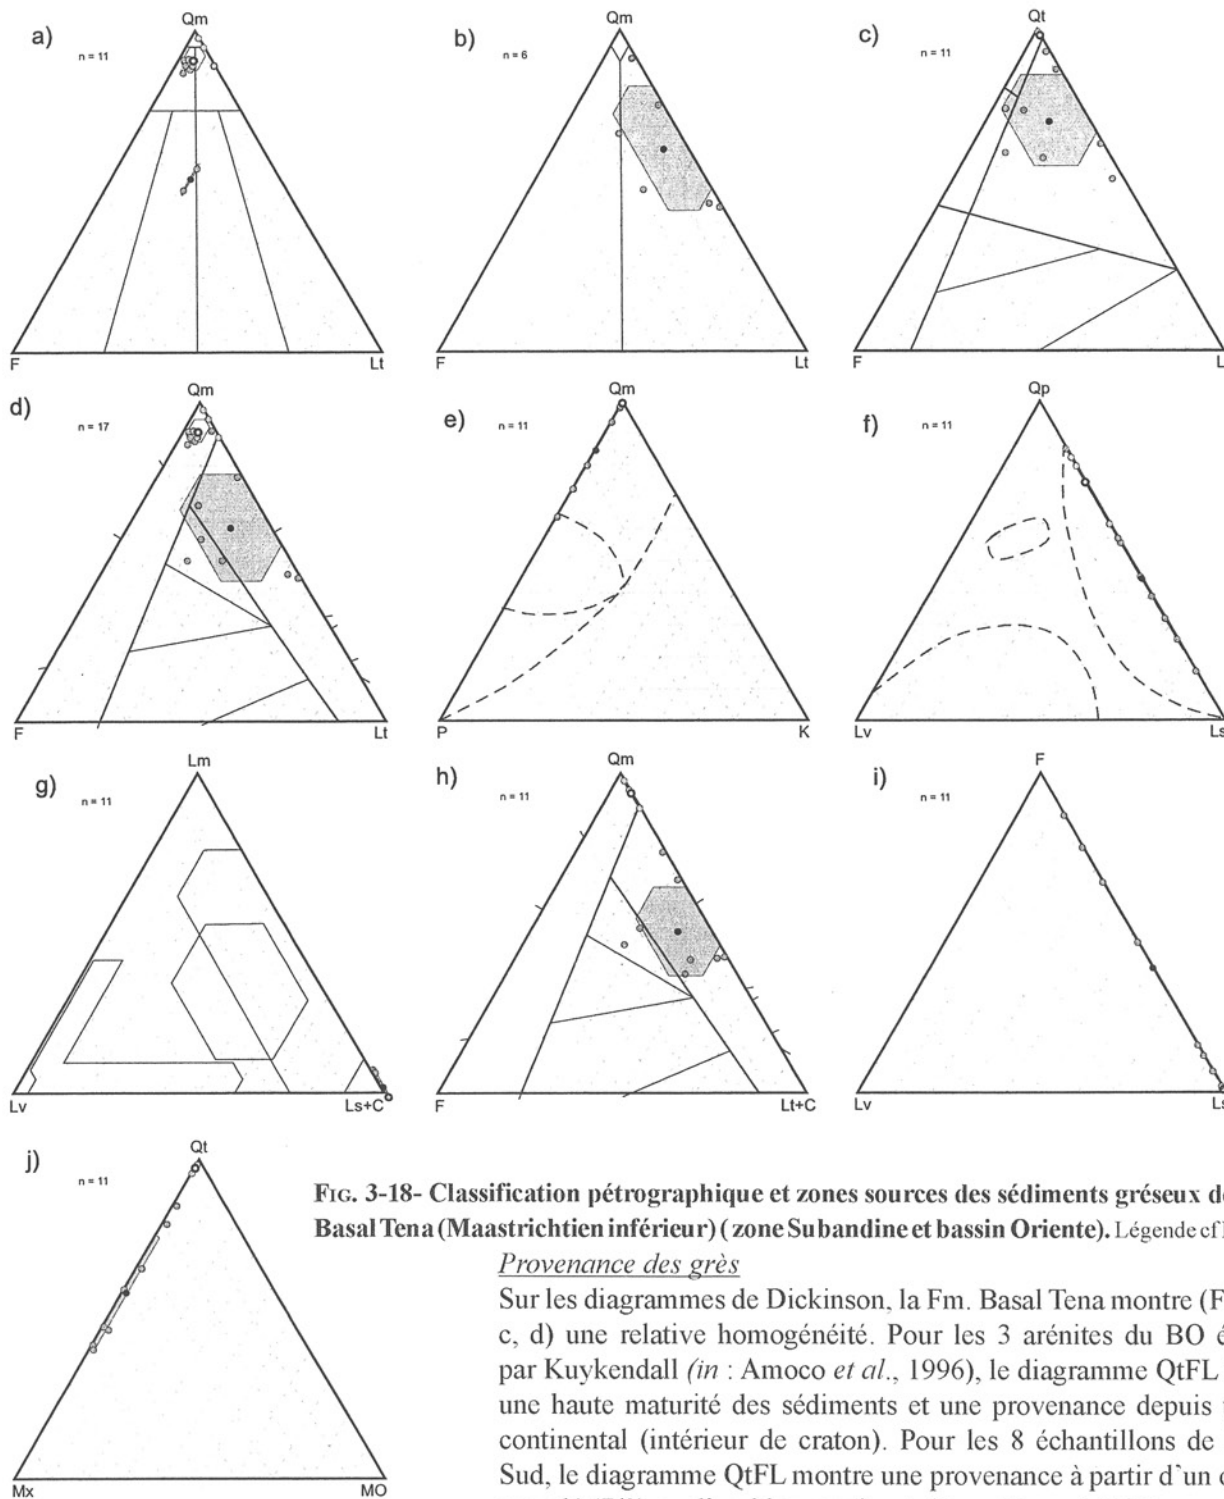 a)
Qm
n = 11
F
Lt
b)
Qm
n = 6
F
Lt
c)
Qt
n = 11
F
L
d)
Qm
n = 17
F
Lt
e)
Qm
n = 11
P
K
f)
Qp
n = 11
Lv
Ls
g)
Lm
n = 11
Lv
Ls+C
h)
Qm
n = 11
F
Lt+C
i)
F
n = 11
Lv
Ls
j)
Qt
n = 11
Mx
MO
FIG. 3-18- Classification pétrographique et zones sources des sédiments gréseux de
Basal Tena (Maastrichtien inférieur) ( zone Subandine et bassin Oriente). Légende cf
Provenance des grès
Sur les diagrammes de Dickinson, la Fm. Basal Tena montre (F
c, d) une relative homogénéité. Pour les 3 arénites du BO é
par Kuykendall (in : Amoco et al., 1996), le diagramme QtFL
une haute maturité des sédiments et une provenance depuis
continental (intérieur de craton). Pour les 8 échantillons de
Sud, le diagramme QtFL montre une provenance à partir d'un